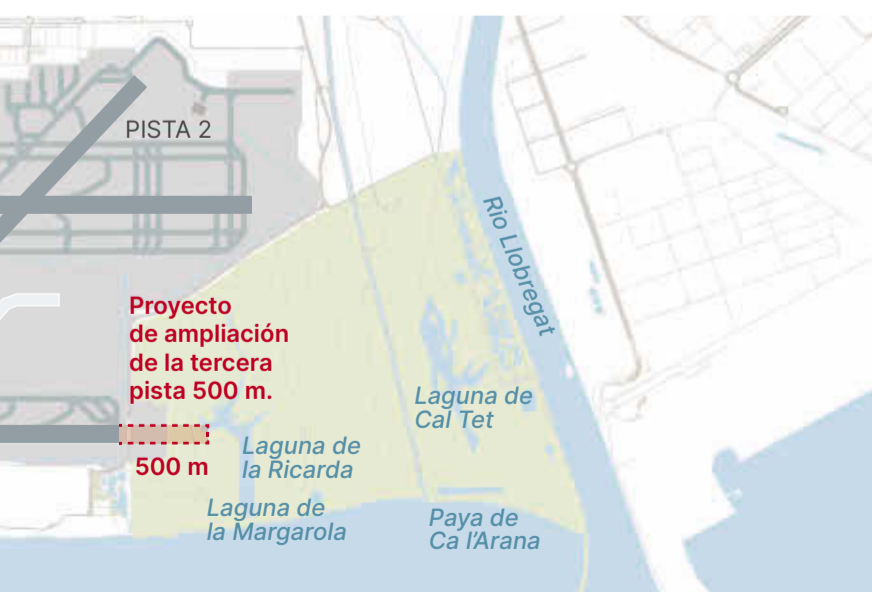 PISTA 2
Rio Llobregat
Proyecto
de ampliación
de la tercera
pista 500 m.
500 m
Laguna de
Cal Tet
Laguna de
la Ricarda
Laguna de
la Margarola
Paya de
Ca l'Arana